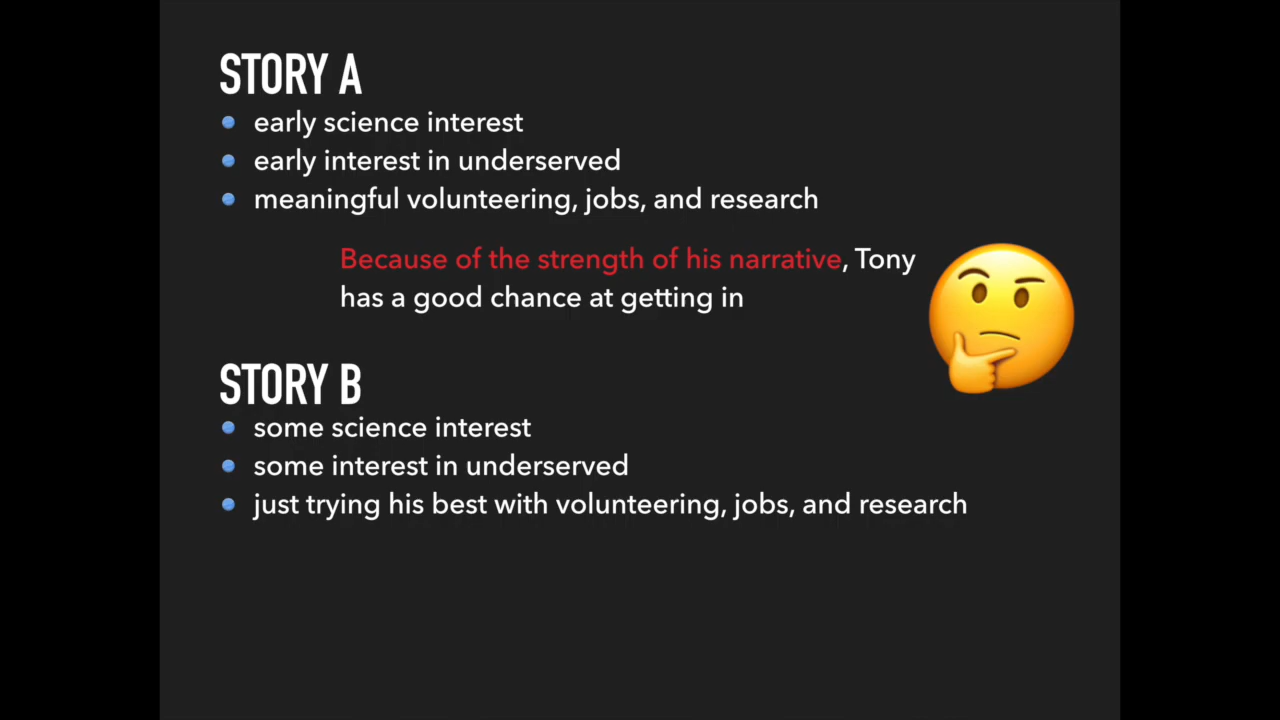 STORY A
early science interest
early interest in underserved
meaningful volunteering, jobs, and research
Because of the strength of his narrative, Tony
has a good chance at getting in
STORY B
some science interest
some interest in underserved
just trying his best with volunteering, jobs, and research